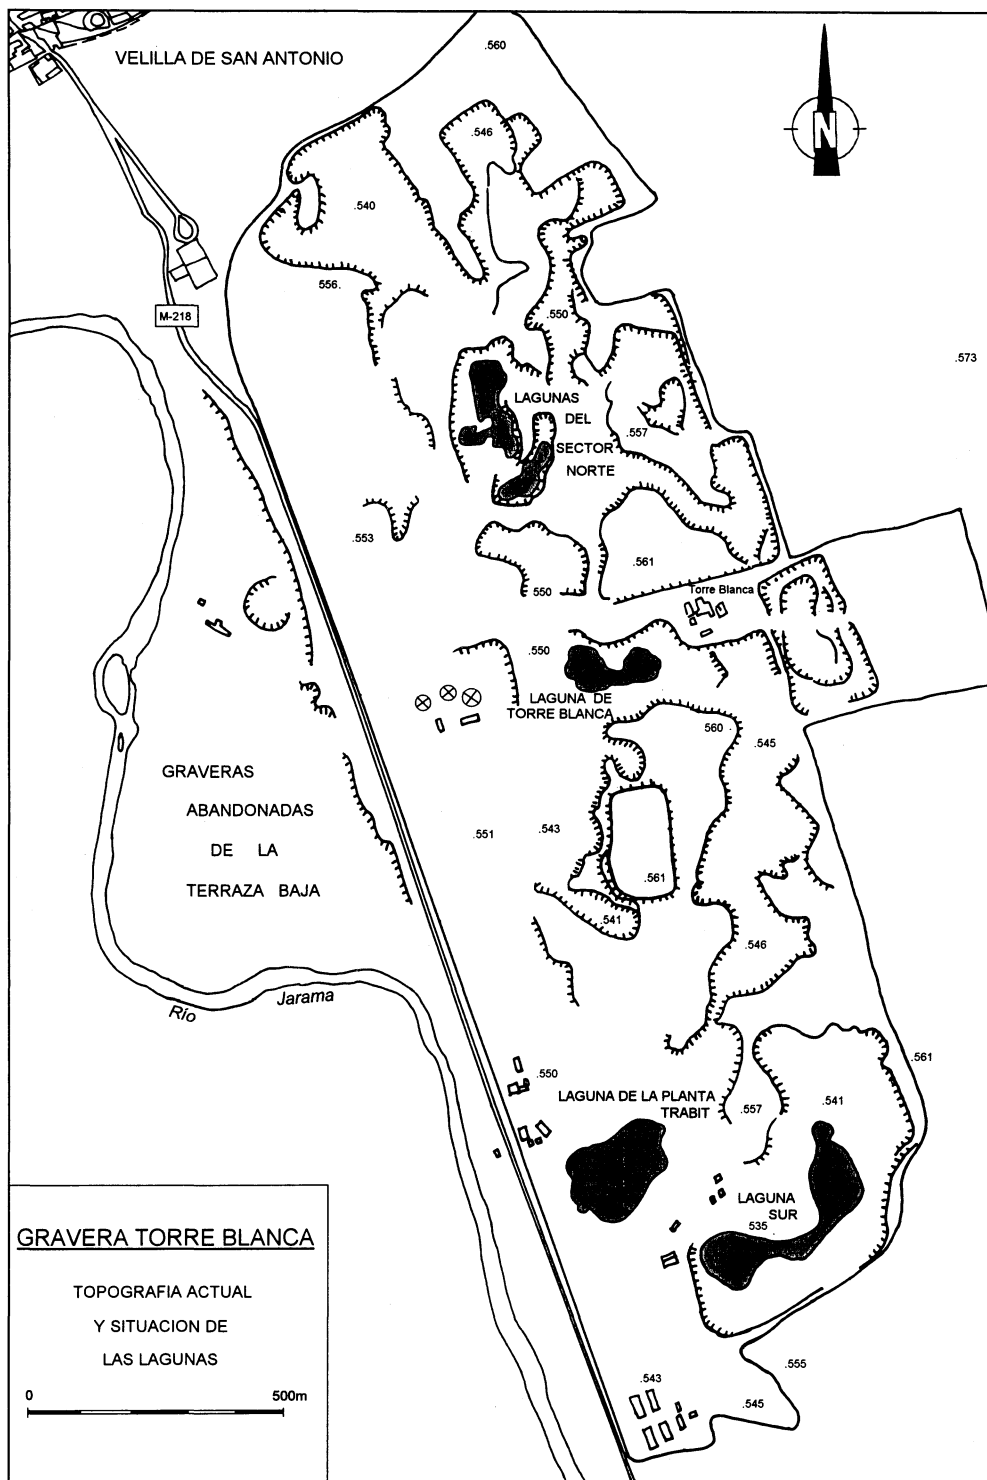 VELILLA DE SAN ANTONIO
.560
N
.546
.540
556.
M-218
.550
.573
LAGUNAS
DEL
.557
SECTOR
NORTE
.553
.561
550
Torre Blanca
.550
LAGUNA DE
TORRE BLANCA
560 .
.545
GRAVERAS
ABANDONADAS
DE LA
TERRAZA BAJA
.551
.543
.561
.541
.546
Río
Jarama
.561
.550
LAGUNA DE LA PLANTA
TRABIT
.557
.541
LAGUNA
SUR
535
GRAVERA TORRE BLANCA
TOPOGRAFIA ACTUAL
Y SITUACION DE
LAS LAGUNAS
0 500m
.555
.543
.545